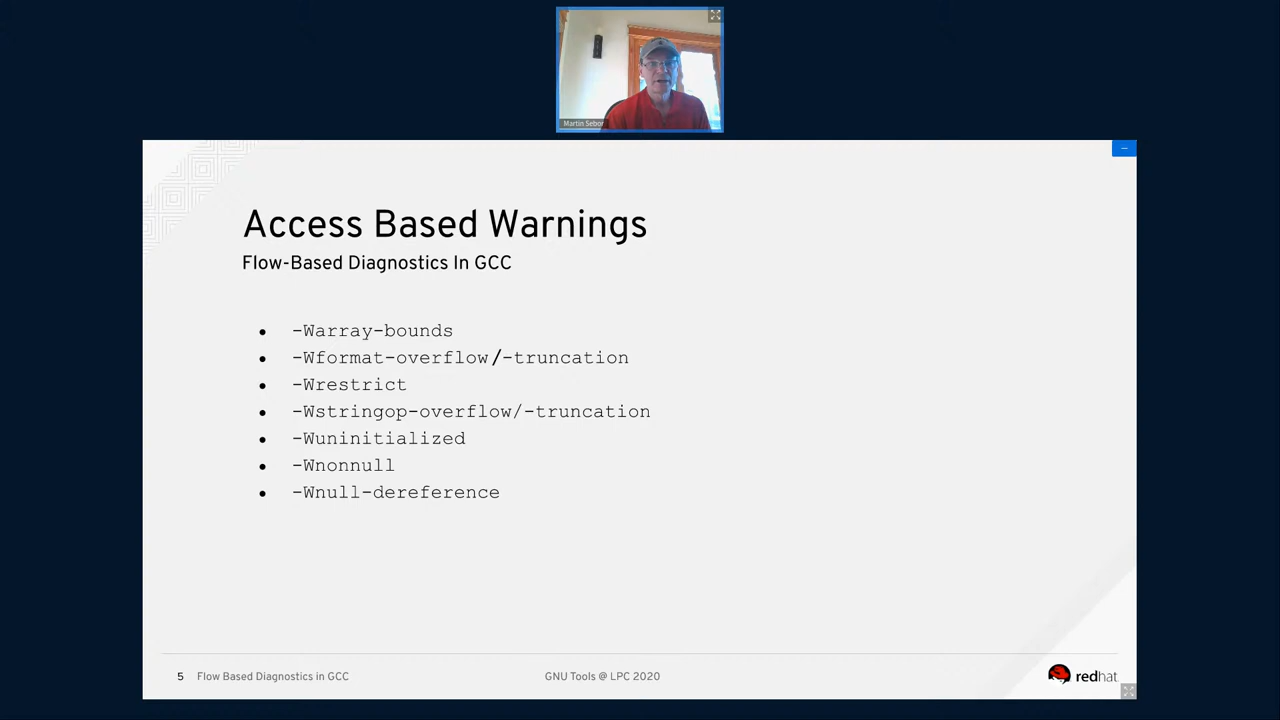 Martin Sebor
Access Based Warnings
Flow-Based Diagnostics In GCC
-Warray-bounds
-Wformat-overflow/-truncation
-Wrestrict
-Wstringop-overflow/-truncation
-Wuninitialized
-Wnonnull
-Wnull-dereference
5 Flow Based Diagnostics in GCC GNU Tools @ LPC 2020 redhat.